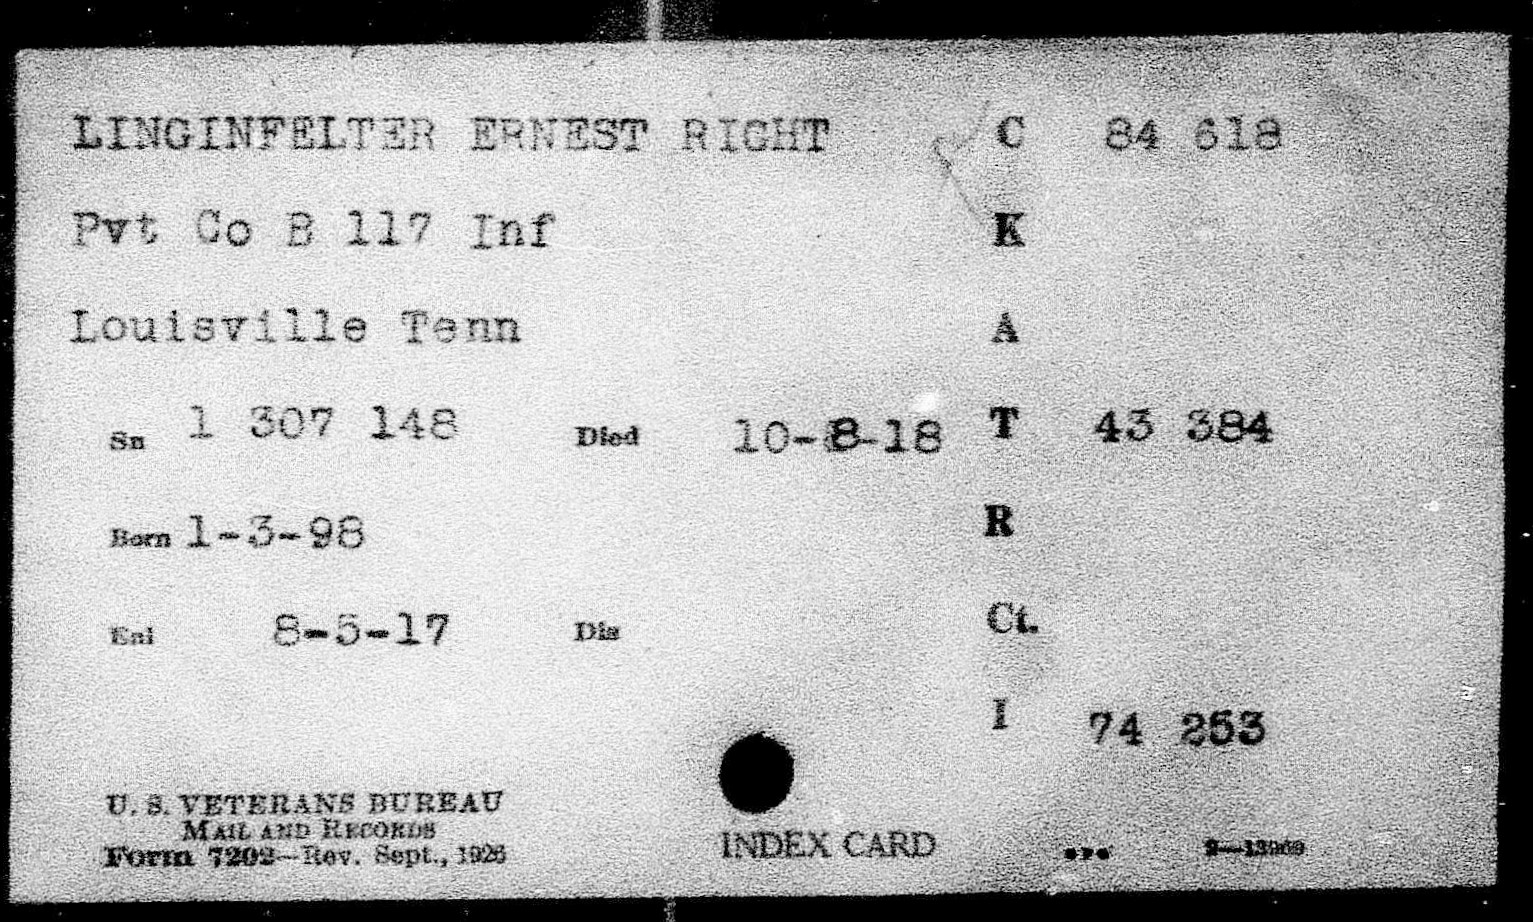 LINGINFELTER ERNEST RIGHT C 84 618
Pvt Co B 117 Inf K
Louisville Tenn A
Sn 1 307 148 Died 10-8-18 T 43 384
Born 1-3-98 R
Enl 8-5-17 Dis Ct.
I 74 253
U. S. VETERANS BUREAU
MAIL AND RECORDS
Form 7202—Rev. Sept., 1926
INDEX CARD